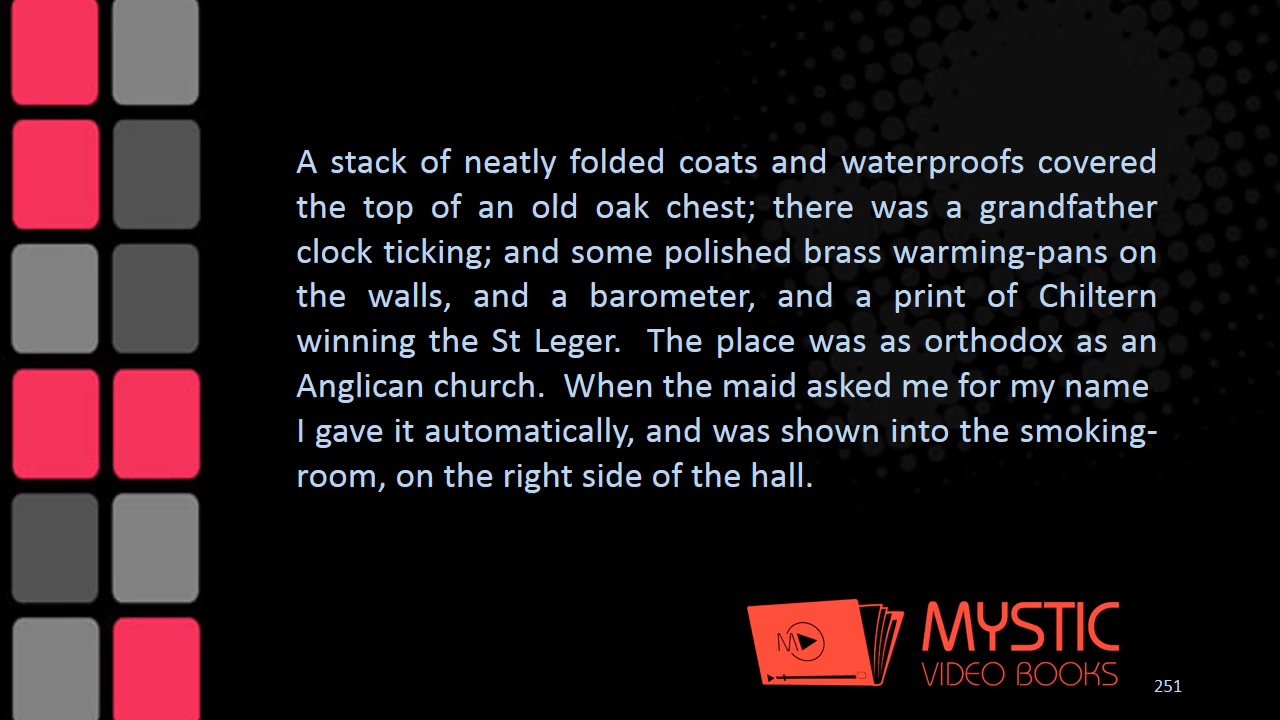 A stack of neatly folded coats and waterproofs covered
the top of an old oak chest; there was a grandfather
clock ticking; and some polished brass warming-pans on
the walls, and a barometer, and a print of Chiltern
winning the St Leger.  The place was as orthodox as an
Anglican church.  When the maid asked me for my name
I gave it automatically, and was shown into the smoking-
room, on the right side of the hall.
M
MYSTIC
VIDEO BOOKS
251